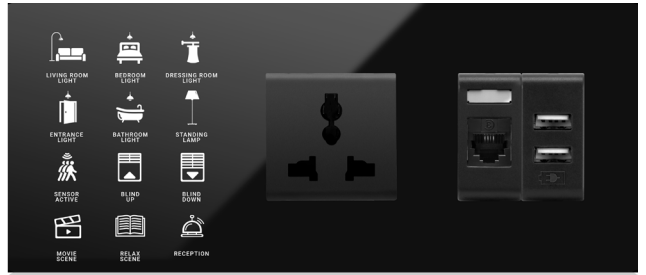 LIVING ROOM
LIGHT
BEDROOM
LIGHT
DRESSING ROOM
LIGHT
ENTRANCE
LIGHT
BATHROOM
LIGHT
STANDING
LAMP
SENSOR
ACTIVE
BLIND
UP
BLIND
DOWN
MOVIE
SCENE
RELAX
SCENE
RECEPTION